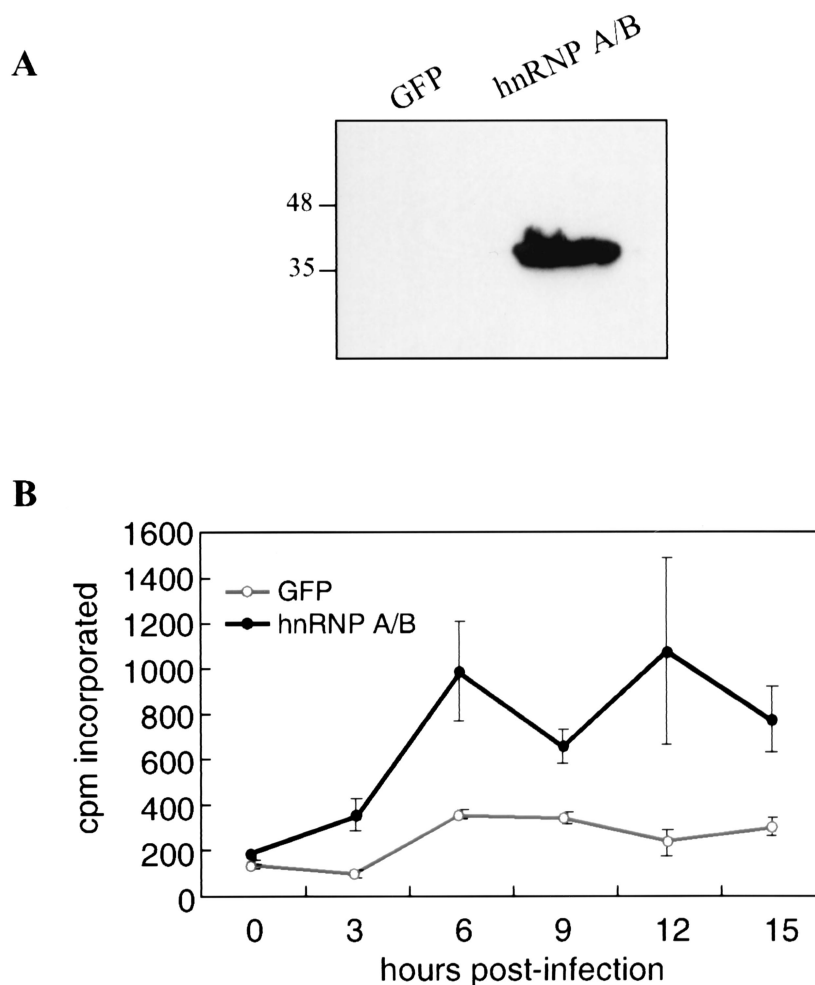 A
GFP hnRNP A/B
48
35
B
1600
1400
1200
1000
800
600
400
200
0
cpm incorporated
GFP
hnRNP A/B
0 3 6 9 12 15
hours post-infection